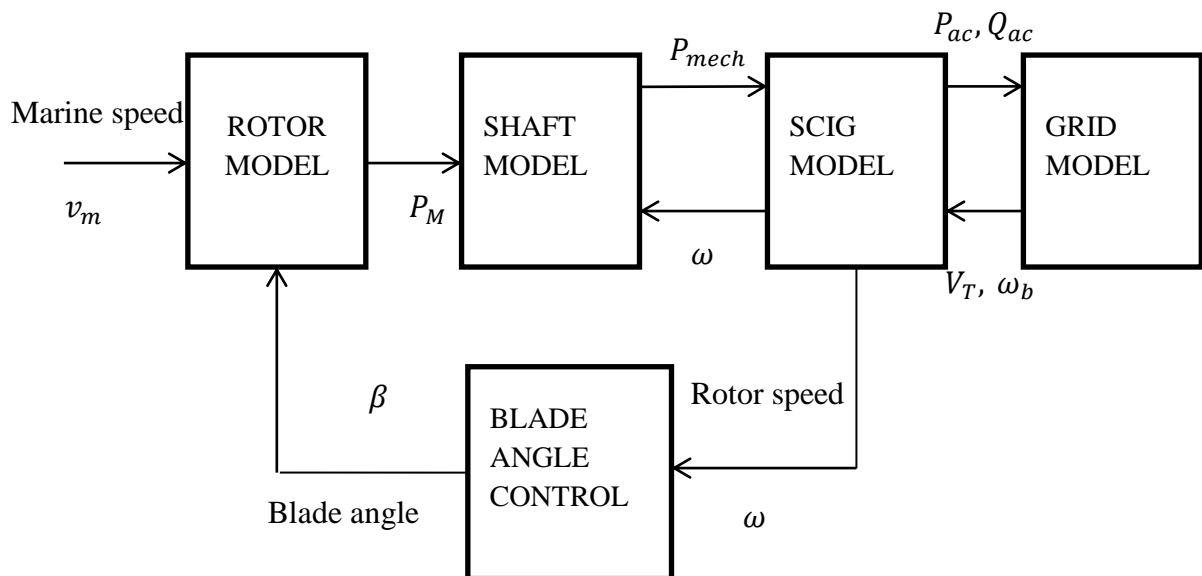 P_ac, Q_ac
P_mech
Marine speed
ROTOR
MODEL
SHAFT
MODEL
SCIG
MODEL
GRID
MODEL
v_m
P_M
ω
V_T, ω_b
β
BLADE
ANGLE
CONTROL
Rotor speed
Blade angle
ω